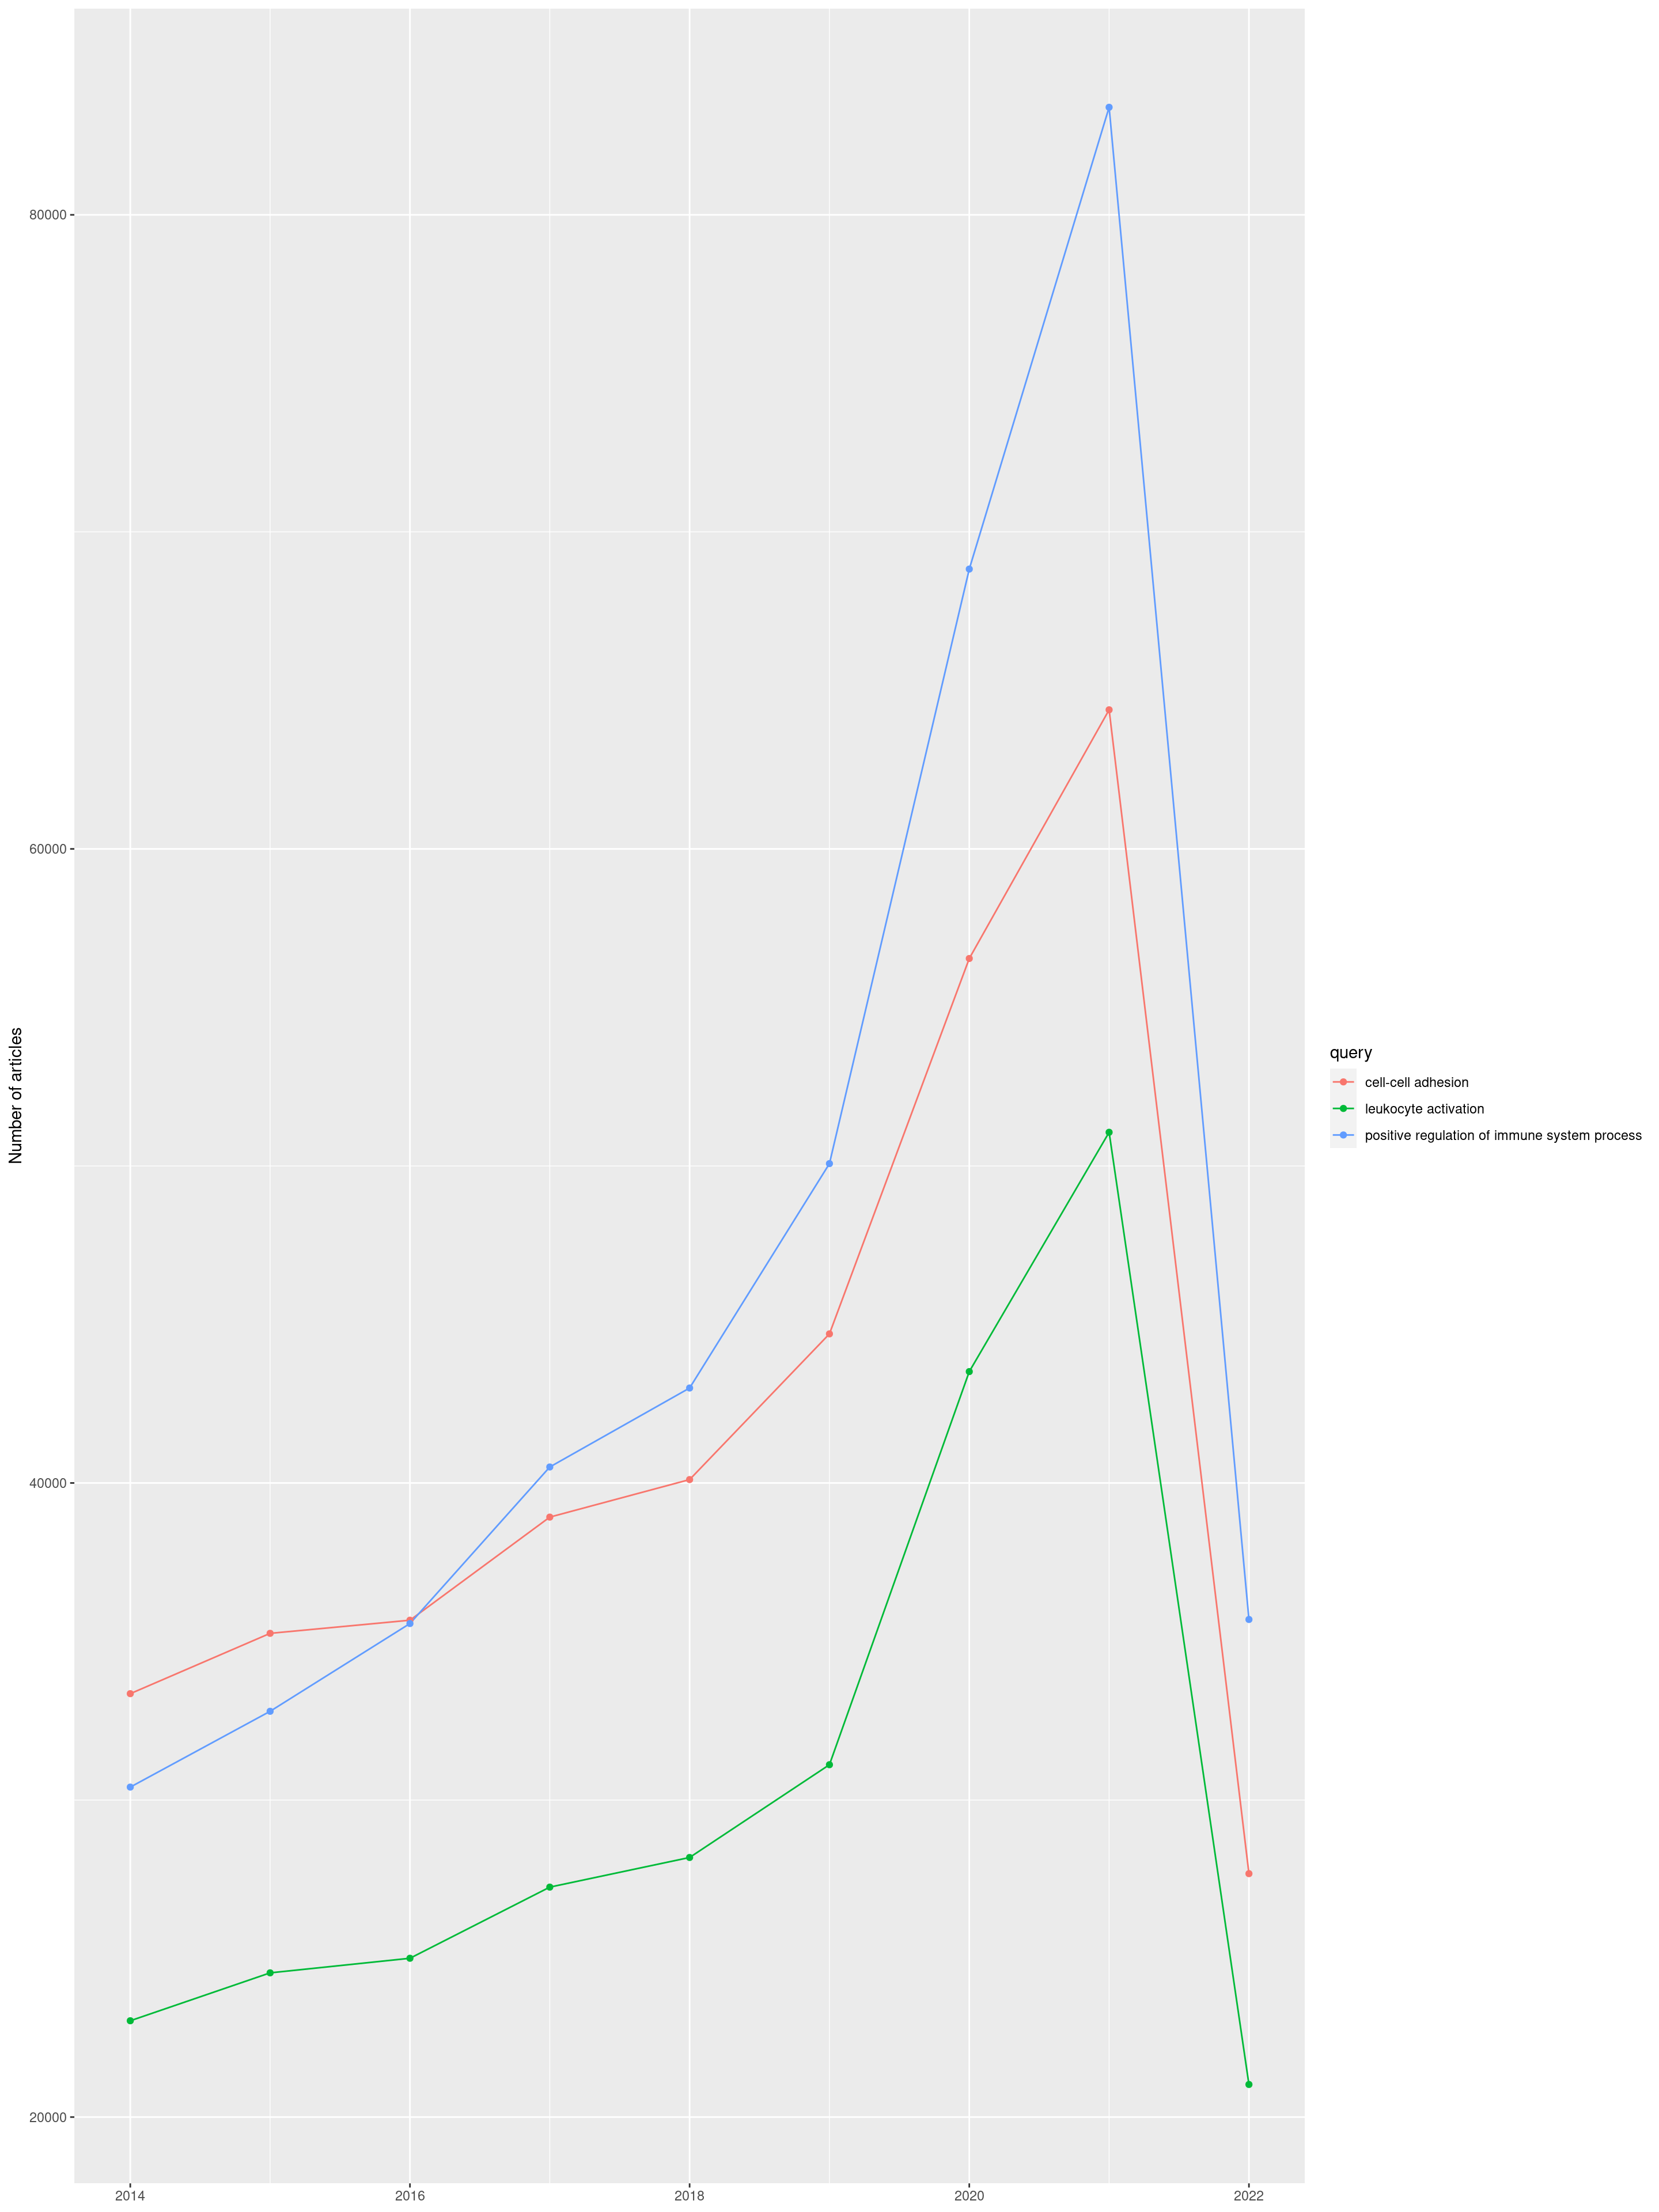 Number of articles
80000
60000
40000
20000
2014
2016
2018
2020
2022
query
cell-cell adhesion
leukocyte activation
positive regulation of immune system process